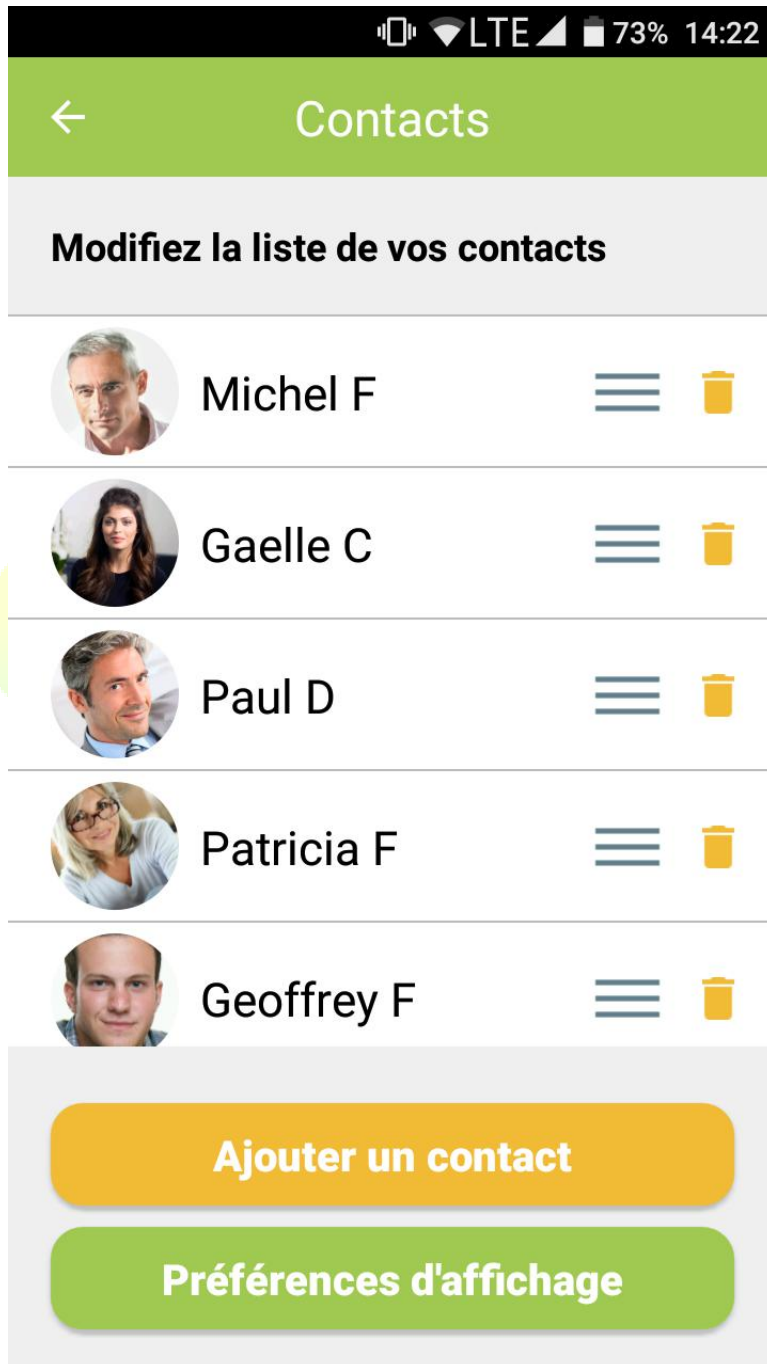 LTE 73% 14:22
Contacts
Modifiez la liste de vos contacts
Michel F
Gaelle C
Paul D
Patricia F
Geoffrey F
Ajouter un contact
Préférences d'affichage